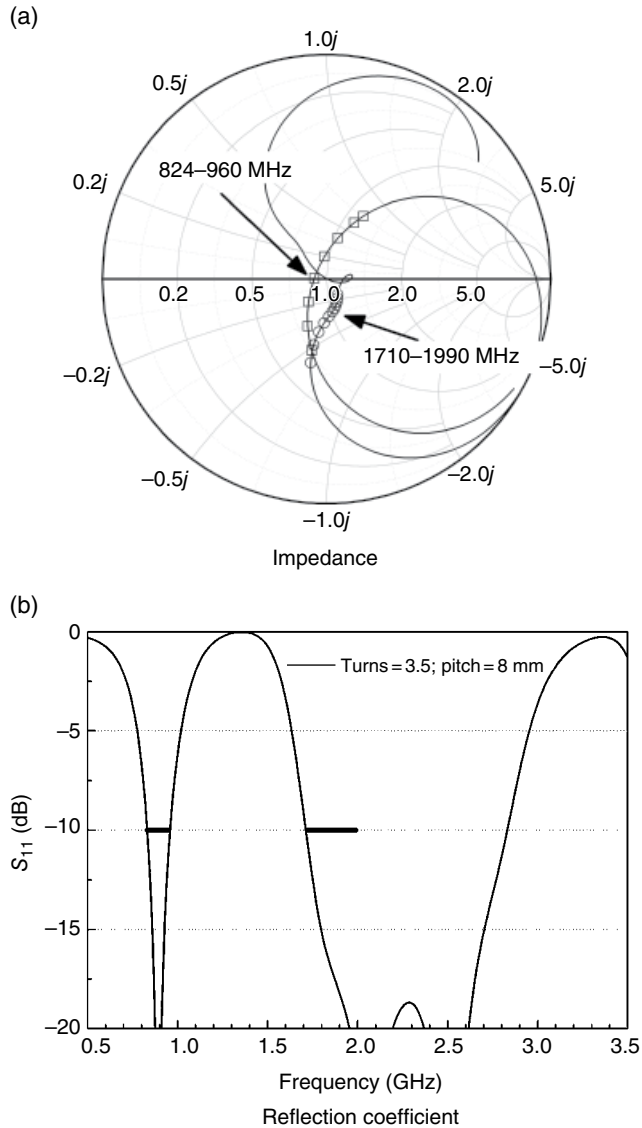 (a)
1.0j
0.5j
2.0j
824–960 MHz
0.2j
5.0j
0.2 0.5 1.0 2.0 5.0
1710–1990 MHz
–0.2j
–5.0j
–0.5j
–2.0j
–1.0j
Impedance
(b)
0
Turns = 3.5; pitch = 8 mm
–5
–10
–15
–20
S11 (dB)
0.5 1.0 1.5 2.0 2.5 3.0 3.5
Frequency (GHz)
Reflection coefficient